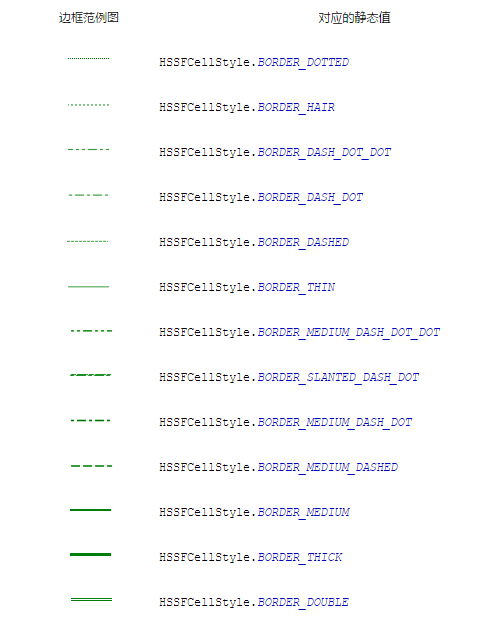 边框范例图 对应的静态值
HSSFCellStyle.BORDER_DOTTED
HSSFCellStyle.BORDER_HAIR
HSSFCellStyle.BORDER_DASH_DOT_DOT
HSSFCellStyle.BORDER_DASH_DOT
HSSFCellStyle.BORDER_DASHED
HSSFCellStyle.BORDER_THIN
HSSFCellStyle.BORDER_MEDIUM_DASH_DOT_DOT
HSSFCellStyle.BORDER_SLANTED_DASH_DOT
HSSFCellStyle.BORDER_MEDIUM_DASH_DOT
HSSFCellStyle.BORDER_MEDIUM_DASHED
HSSFCellStyle.BORDER_MEDIUM
HSSFCellStyle.BORDER_THICK
HSSFCellStyle.BORDER_DOUBLE